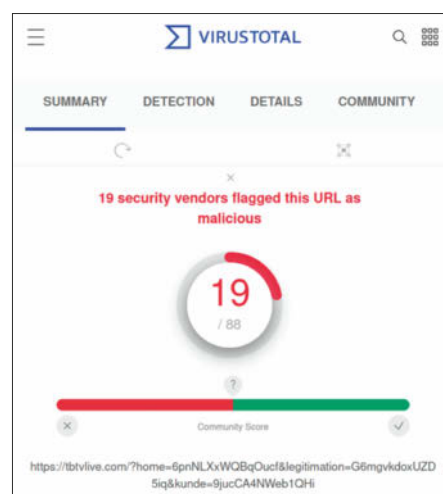 VIRUSTOTAL
SUMMARY DETECTION DETAILS COMMUNITY
19 security vendors flagged this URL as
malicious
19
/ 88
?
Community Score
https://tbtvlive.com/?home=6pnNLXxWQBqOucf&legitimation=G6mgvkdoxUZD
5iq&kunde=9jucCA4NWeb1QHi